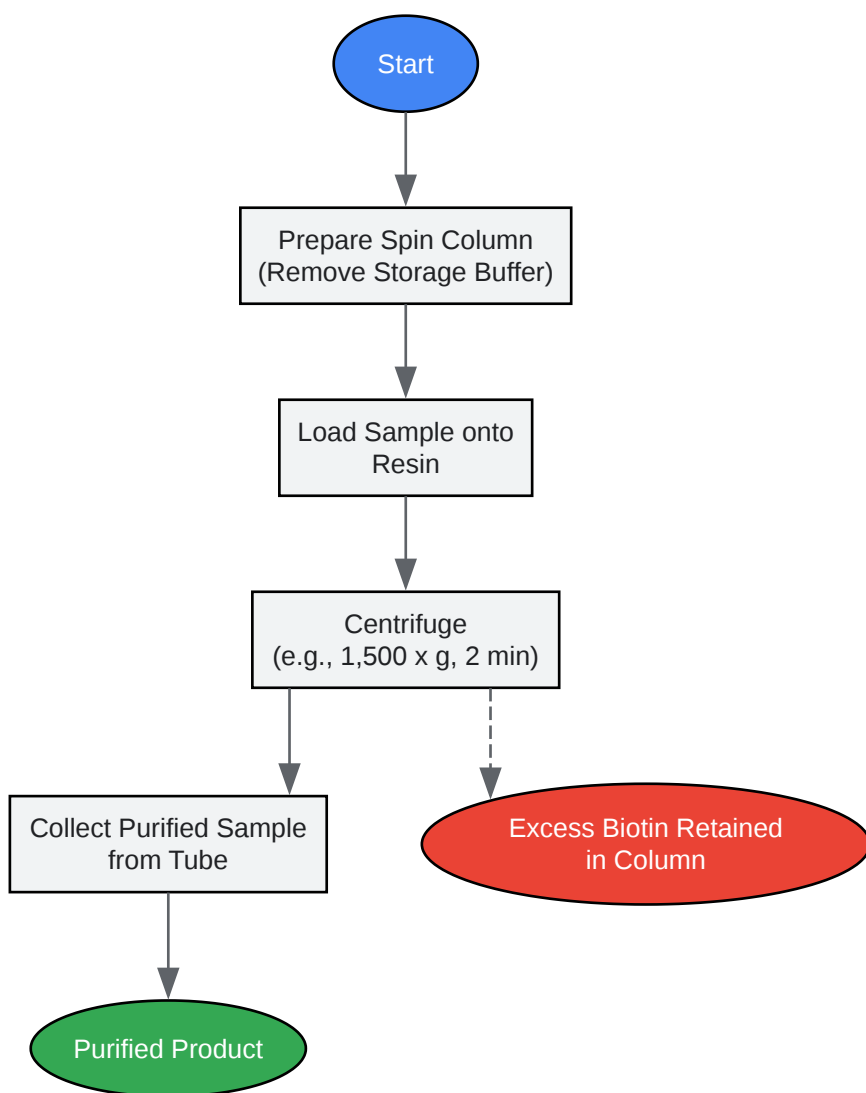 Start
Prepare Spin Column
(Remove Storage Buffer)
Load Sample onto
Resin
Centrifuge
(e.g., 1,500 x g, 2 min)
Collect Purified Sample
from Tube
Excess Biotin Retained
in Column
Purified Product